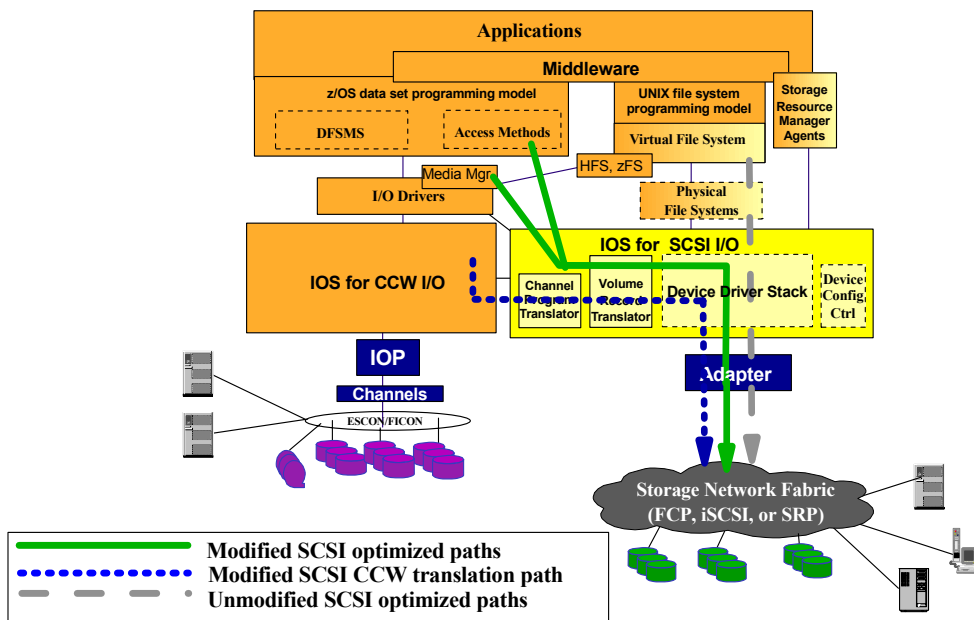 Applications
Middleware
z/OS data set programming model
DFSMS
Access Methods
UNIX file system
programming model
Virtual File System
Storage
Resource
Manager
Agents
Media Mgr
HFS, zFS
I/O Drivers
Physical
File Systems
IOS for CCW I/O
IOS for SCSI I/O
Channel
Program
Translator
Volume
Record
Translator
Device Driver Stack
Device
Config
Ctrl
IOP
Adapter
Channels
ESCON/FICON
Storage Network Fabric
(FCP, iSCSI, or SRP)
Modified SCSI optimized paths
Modified SCSI CCW translation path
Unmodified SCSI optimized paths